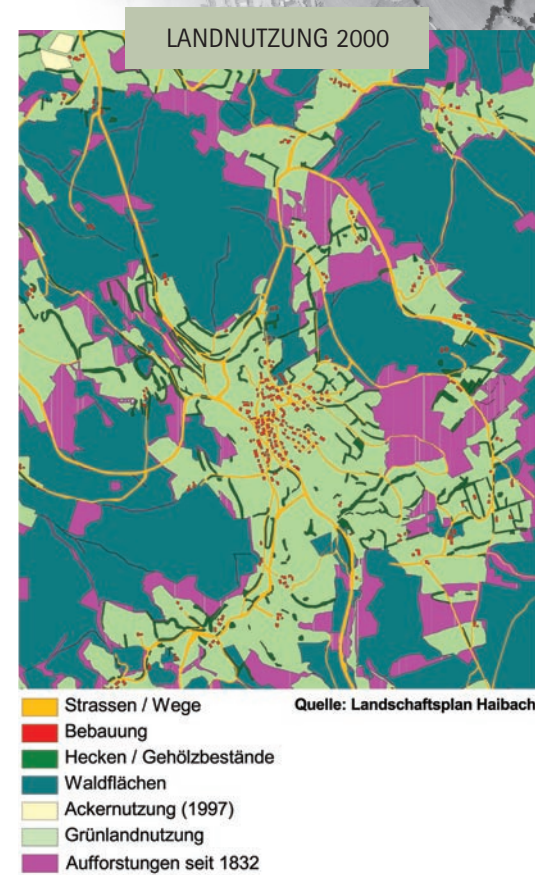 LANDNUTZUNG 2000
Strassen / Wege
Quelle: Landschaftsplan Haibach
Bebauung
Hecken / Gehölzbestände
Waldflächen
Ackernutzung (1997)
Grünlandnutzung
Aufforstungen seit 1832